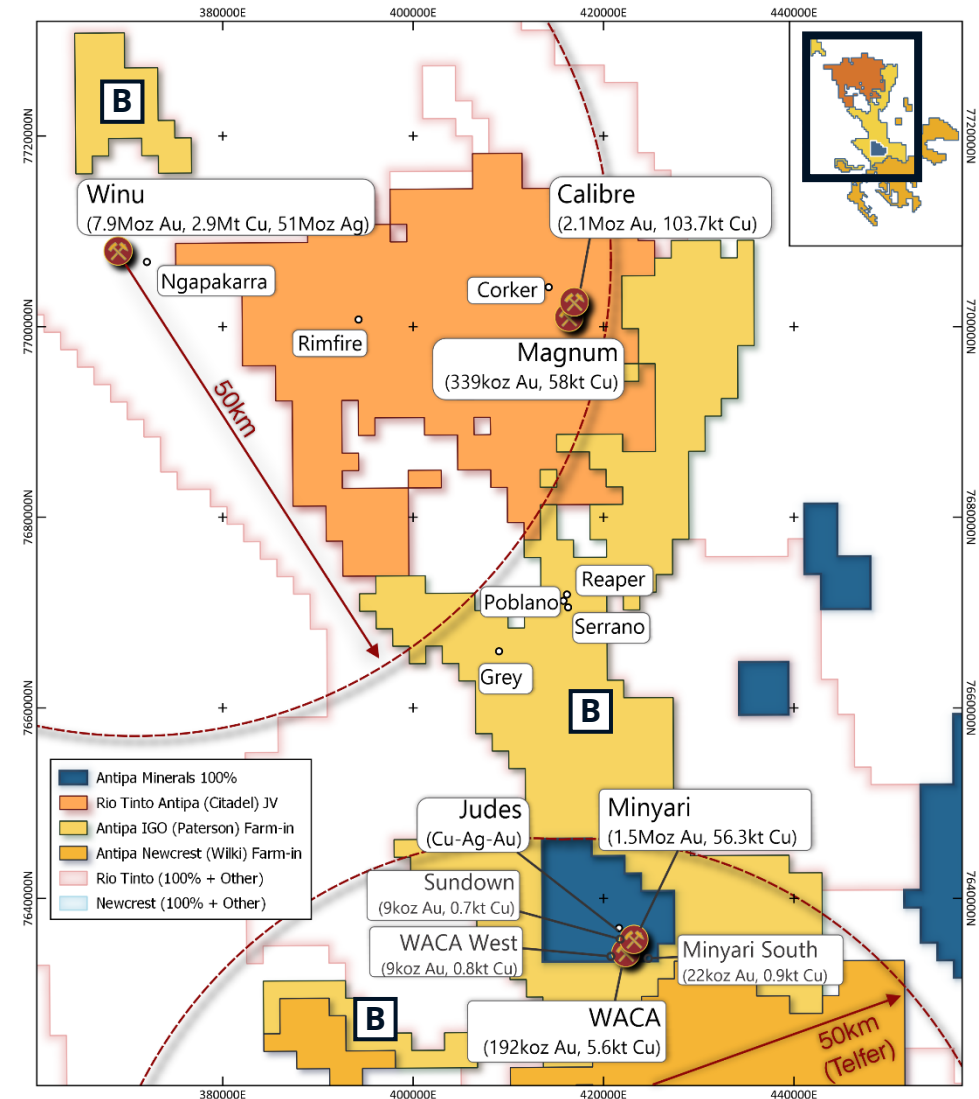 380000E
400000E
420000E
440000E
7720000N
7720000N
7700000N
7700000N
7680000N
7680000N
7660000N
7660000N
7640000N
7640000N
B
Winu
(7.9Moz Au, 2.9Mt Cu, 51Moz Ag)
Calibre
(2.1Moz Au, 103.7kt Cu)
Ngapakarra
Corker
Rimfire
Magnum
(339koz Au, 58kt Cu)
50km
Reaper
Poblano
Serrano
Grey
B
Antipa Minerals 100%
Rio Tinto Antipa (Citadel) JV
Antipa IGO (Paterson) Farm-in
Antipa Newcrest (Wilki) Farm-in
Rio Tinto (100% + Other)
Newcrest (100% + Other)
Judes
(Cu-Ag-Au)
Minyari
(1.5Moz Au, 56.3kt Cu)
Sundown
(9koz Au, 0.7kt Cu)
WACA West
(9koz Au, 0.8kt Cu)
Minyari South
(22koz Au, 0.9kt Cu)
B
WACA
(192koz Au, 5.6kt Cu)
50km
(Telfer)
380000E
400000E
420000E
440000E